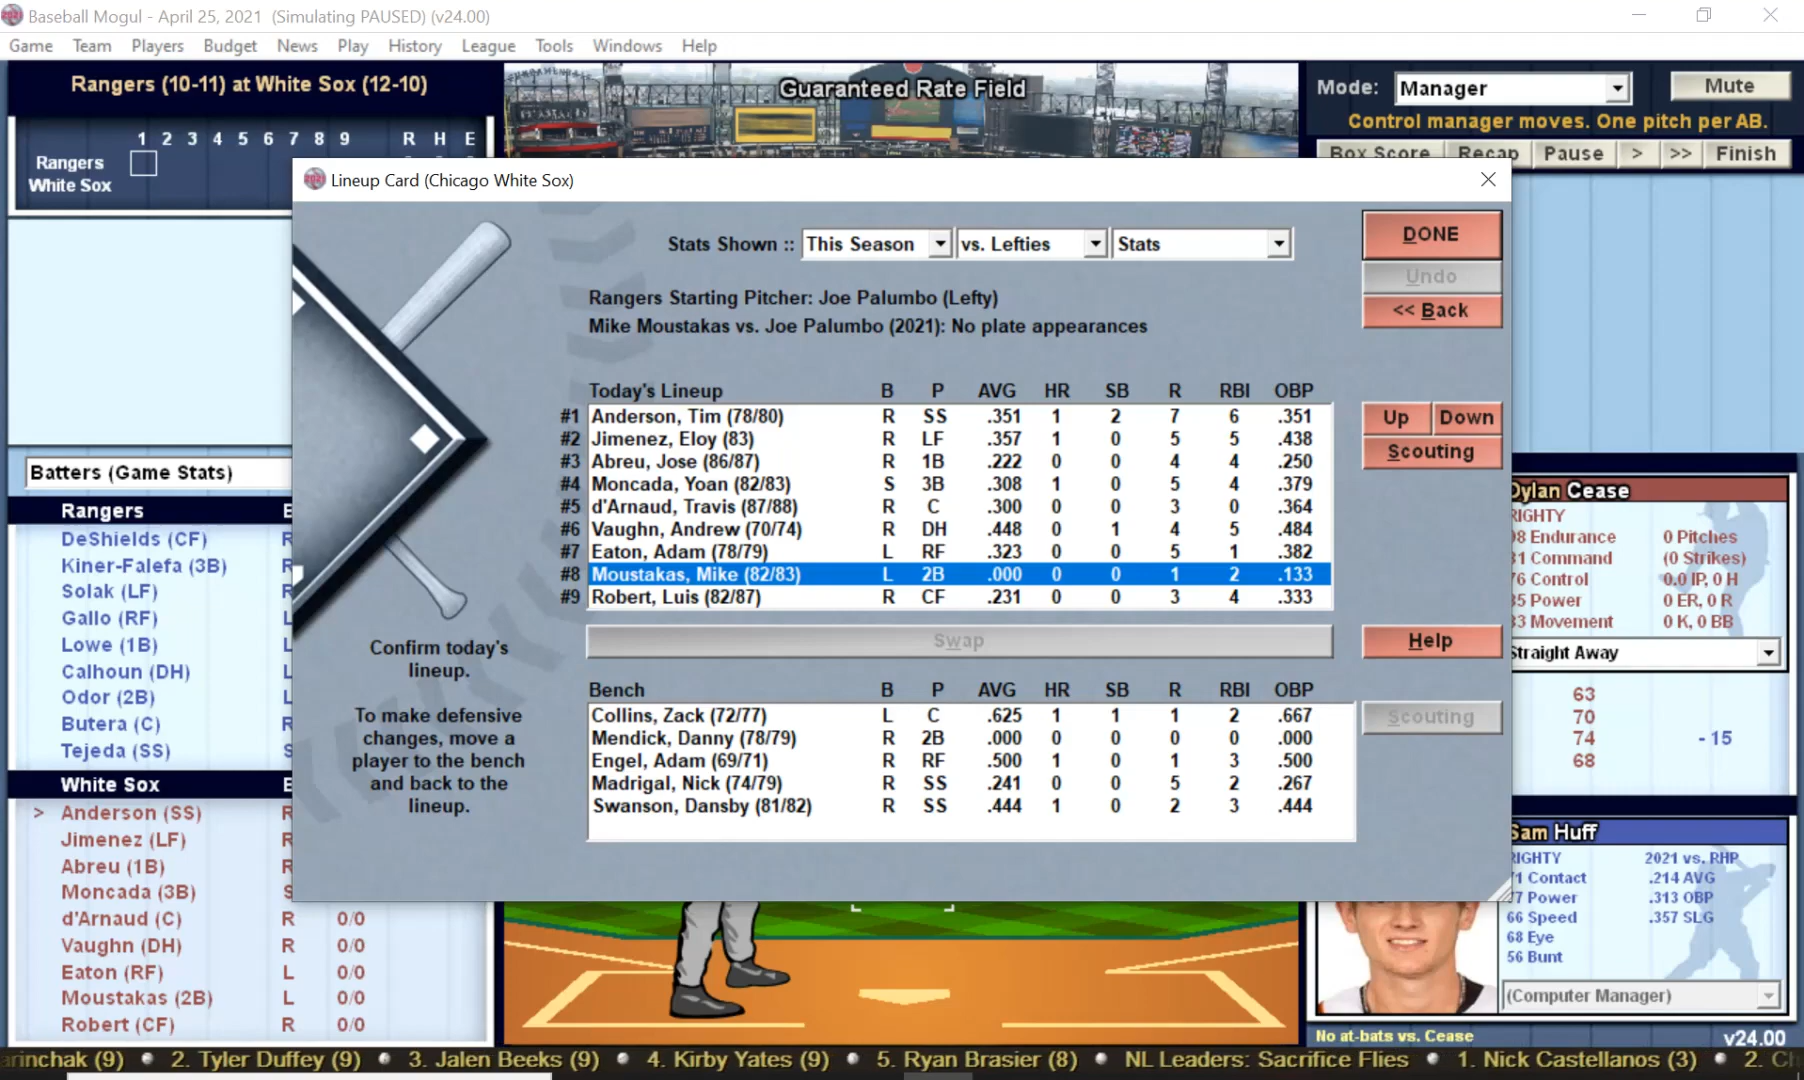 Baseball Mogul - April 25, 2021 (Simulating PAUSED) (v24.00)
Game Team Players Budget News Play History League Tools Windows Help
Rangers (10-11) at White Sox (12-10)
1 2 3 4 5 6 7 8 9 R H E
Rangers
White Sox
Guaranteed Rate Field
Mode: Manager Mute
Control manager moves. One pitch per AB.
Box Score Recap Pause > >> Finish
Lineup Card (Chicago White Sox)
Stats Shown :: This Season vs. Lefties Stats
DONE
Undo
<< Back
Rangers Starting Pitcher: Joe Palumbo (Lefty)
Mike Moustakas vs. Joe Palumbo (2021): No plate appearances
Today's Lineup B P AVG HR SB R RBI OBP
#1 Anderson, Tim (78/80) R SS .351 1 2 7 6 .351
#2 Jimenez, Eloy (83) R LF .357 1 0 5 5 .438
#3 Abreu, Jose (86/87) R 1B .222 0 0 4 4 .250
#4 Moncada, Yoan (82/83) S 3B .308 1 0 5 4 .379
#5 d'Arnaud, Travis (87/88) R C .300 0 0 3 0 .364
#6 Vaughn, Andrew (70/74) R DH .448 0 1 4 5 .484
#7 Eaton, Adam (78/79) L RF .323 0 0 5 1 .382
#8 Moustakas, Mike (82/83) L 2B .000 0 0 1 2 .133
#9 Robert, Luis (82/87) R CF .231 0 0 3 4 .333
Up Down
Scouting
Swap
Help
Confirm today's
lineup.
To make defensive
changes, move a
player to the bench
and back to the
lineup.
Bench B P AVG HR SB R RBI OBP
Collins, Zack (72/77) L C .625 1 1 1 2 .667
Mendick, Danny (78/79) R 2B .000 0 0 0 0 .000
Engel, Adam (69/71) R RF .500 1 0 1 3 .500
Madrigal, Nick (74/79) R SS .241 0 0 5 2 .267
Swanson, Dansby (81/82) R SS .444 1 0 2 3 .444
Scouting
Batters (Game Stats)
Rangers
DeShields (CF) R
Kiner-Falefa (3B) R
Solak (LF) R
Gallo (RF) L
Lowe (1B) L
Calhoun (DH) L
Odor (2B) L
Butera (C) R
Tejeda (SS) S
White Sox
> Anderson (SS) R
Jimenez (LF) R
Abreu (1B) R
Moncada (3B) S
d'Arnaud (C) R 0/0
Vaughn (DH) R 0/0
Eaton (RF) L 0/0
Moustakas (2B) L 0/0
Robert (CF) R 0/0
Dylan Cease
RIGHTY
Endurance 0 Pitches
Command (0 Strikes)
Control 0.0 IP, 0 H
Power 0 ER, 0 R
Movement 0 K, 0 BB
Straight Away
63
70
74 - 15
68
Sam Huff
RIGHTY 2021 vs. RHP
Contact .214 AVG
Power .313 OBP
66 Speed .357 SLG
68 Eye
56 Bunt
(Computer Manager)
No at-bats vs. Cease v24.00
arinchak (9) 2. Tyler Duffey (9) 3. Jalen Beeks (9) 4. Kirby Yates (9) 5. Ryan Brasier (8) NL Leaders: Sacrifice Flies 1. Nick Castellanos (3) 2.